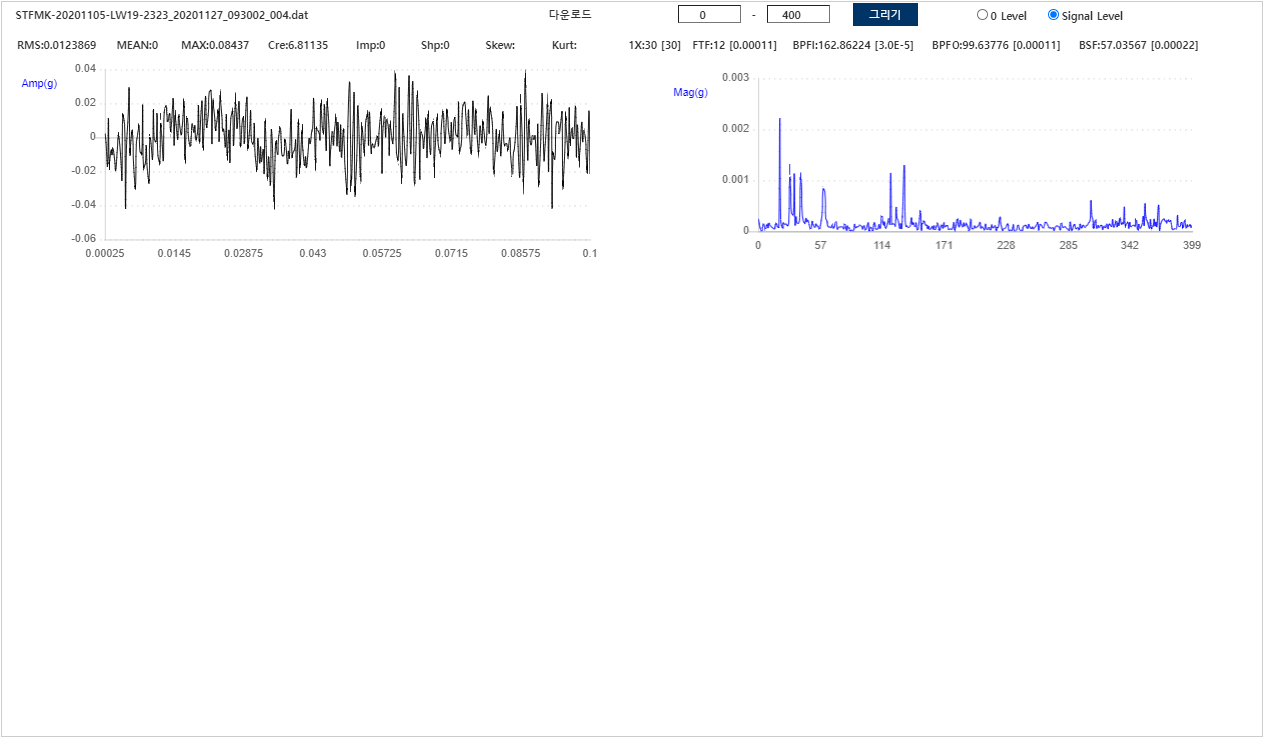 STFMK-20201105-LW19-2323_20201127_093002_004.dat 다운로드 0 - 400 그리기 0 Level Signal Level
RMS:0.0123869 MEAN:0 MAX:0.08437 Cre:6.81135 Imp:0 Shp:0 Skew: Kurt: 1X:30 [30] FTF:12 [0.00011] BPFI:162.86224 [3.0E-5] BPFO:99.63776 [0.00011] BSF:57.03567 [0.00022]
Amp(g)
0.04
0.02
0
-0.02
-0.04
-0.06
0.00025 0.0145 0.02875 0.043 0.05725 0.0715 0.08575 0.1
Mag(g)
0.003
0.002
0.001
0
0 57 114 171 228 285 342 399